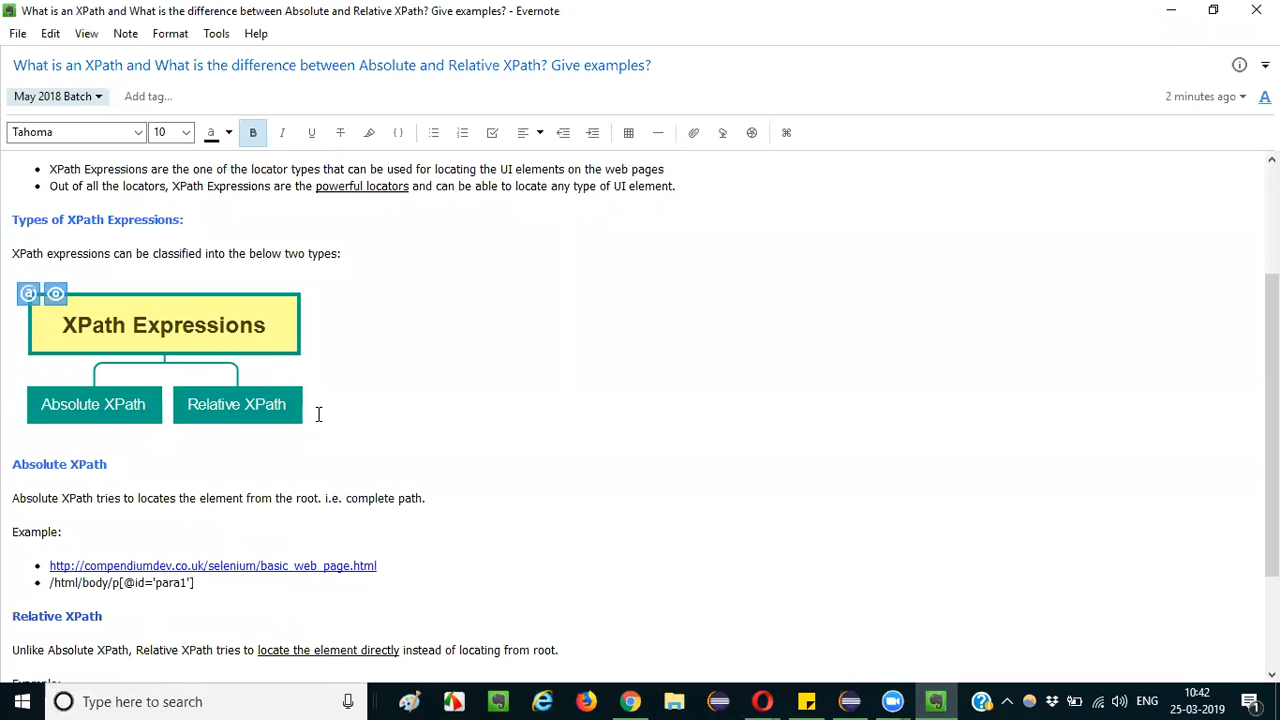 What is an XPath and What is the difference between Absolute and Relative XPath? Give examples? - Evernote
File Edit View Note Format Tools Help
What is an XPath and What is the difference between Absolute and Relative XPath? Give examples?
May 2018 Batch Add tag... 2 minutes ago
Tahoma 10 a B I U T A
XPath Expressions are the one of the locator types that can be used for locating the UI elements on the web pages
Out of all the locators, XPath Expressions are the powerful locators and can be able to locate any type of UI element.
Types of XPath Expressions:
XPath expressions can be classified into the below two types:
XPath Expressions
Absolute XPath Relative XPath
Absolute XPath
Absolute XPath tries to locates the element from the root. i.e. complete path.
Example:
http://compendiumdev.co.uk/selenium/basic_web_page.html
/html/body/p[@id='para1']
Relative XPath
Unlike Absolute XPath, Relative XPath tries to locate the element directly instead of locating from root.
Type here to search ENG 10:42
25-03-2019